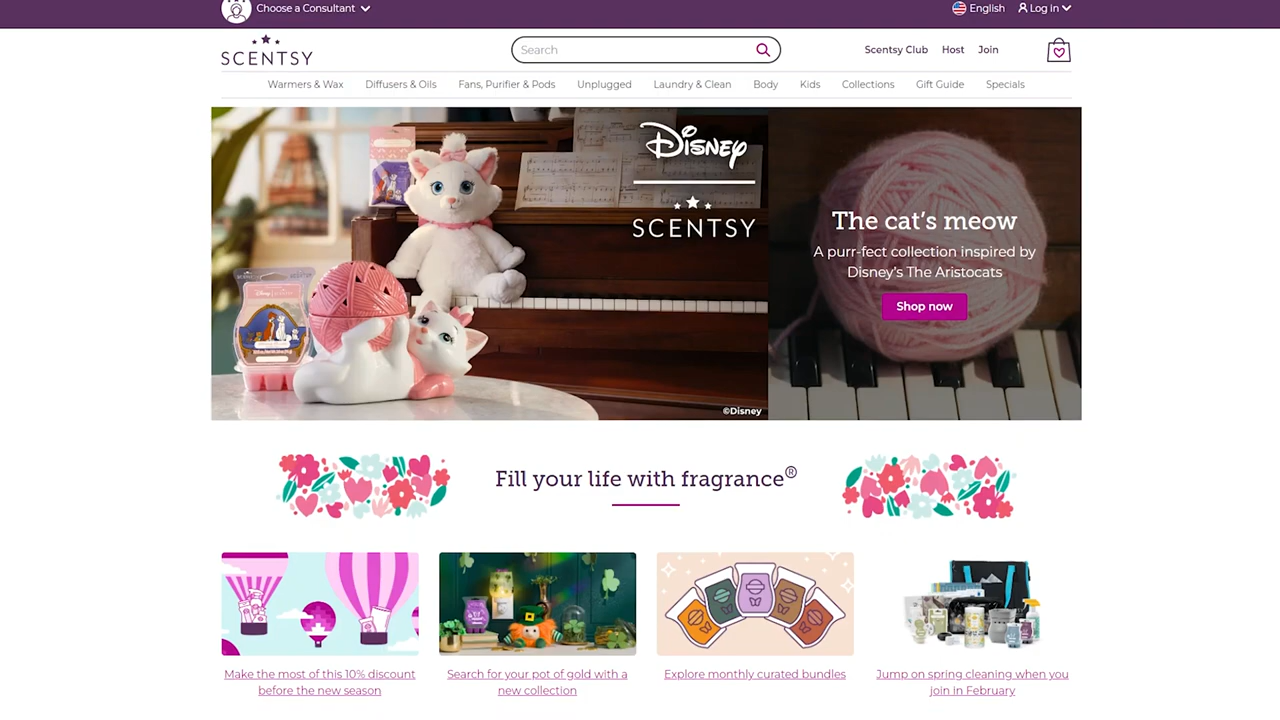 Choose a Consultant
English
Log in
SCENTSY
Search
Scentsy Club
Host
Join
Warmers & Wax
Diffusers & Oils
Fans, Purifier & Pods
Unplugged
Laundry & Clean
Body
Kids
Collections
Gift Guide
Specials
Disney
SCENTSY
©Disney
The cat's meow
A purr-fect collection inspired by
Disney's The Aristocats
Shop now
Fill your life with fragrance®
Make the most of this 10% discount
before the new season
Search for your pot of gold with a
new collection
Explore monthly curated bundles
Jump on spring cleaning when you
join in February